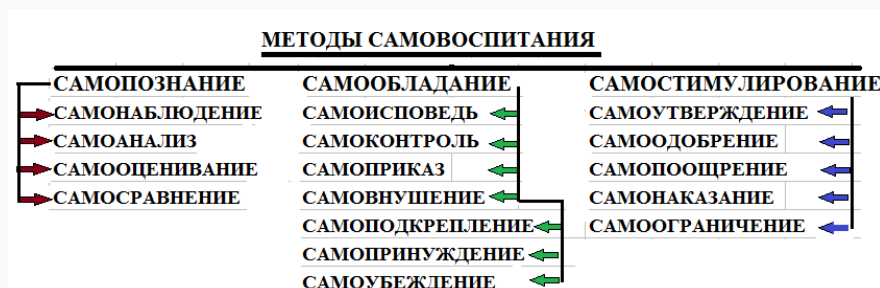 МЕТОДЫ САМОВОСПИТАНИЯ
САМОПОЗНАНИЕ
САМОНАБЛЮДЕНИЕ
САМОАНАЛИЗ
САМООЦЕНИВАНИЕ
САМОСРАВНЕНИЕ
САМООБЛАДАНИЕ
САМОИСПОВЕДЬ
САМОКОНТРОЛЬ
САМОПРИКАЗ
САМОВНУШЕНИЕ
САМОПОДКРЕПЛЕНИЕ
САМОПРИНУЖДЕНИЕ
САМОУБЕЖДЕНИЕ
САМОСТИМУЛИРОВАНИЕ
САМОУТВЕРЖДЕНИЕ
САМООДОБРЕНИЕ
САМОПООЩРЕНИЕ
САМОНАКАЗАНИЕ
САМООГРАНИЧЕНИЕ